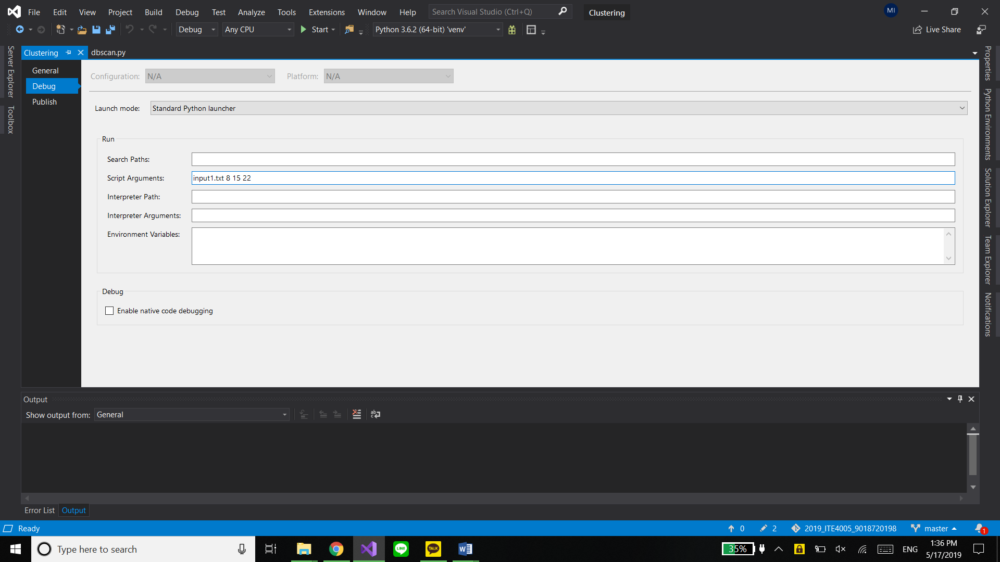 File Edit View Project Build Debug Test Analyze Tools Extensions Window Help Search Visual Studio (Ctrl+Q) Clustering MI
Debug Any CPU Start Python 3.6.2 (64-bit) 'venv' Live Share
Server Explorer
Toolbox
Clustering dbscan.py
General
Debug
Publish
Configuration: N/A Platform: N/A
Launch mode: Standard Python launcher
Run
Search Paths:
Script Arguments: input1.txt 8 15 22
Interpreter Path:
Interpreter Arguments:
Environment Variables:
Debug
Enable native code debugging
Properties
Python Environments
Solution Explorer
Team Explorer
Notifications
Output
Show output from: General
Error List Output
Ready 0 2 2019_ITE4005_9018720198 master 1
Type here to search LINE TALK W 35% ENG 1:36 PM
5/17/2019